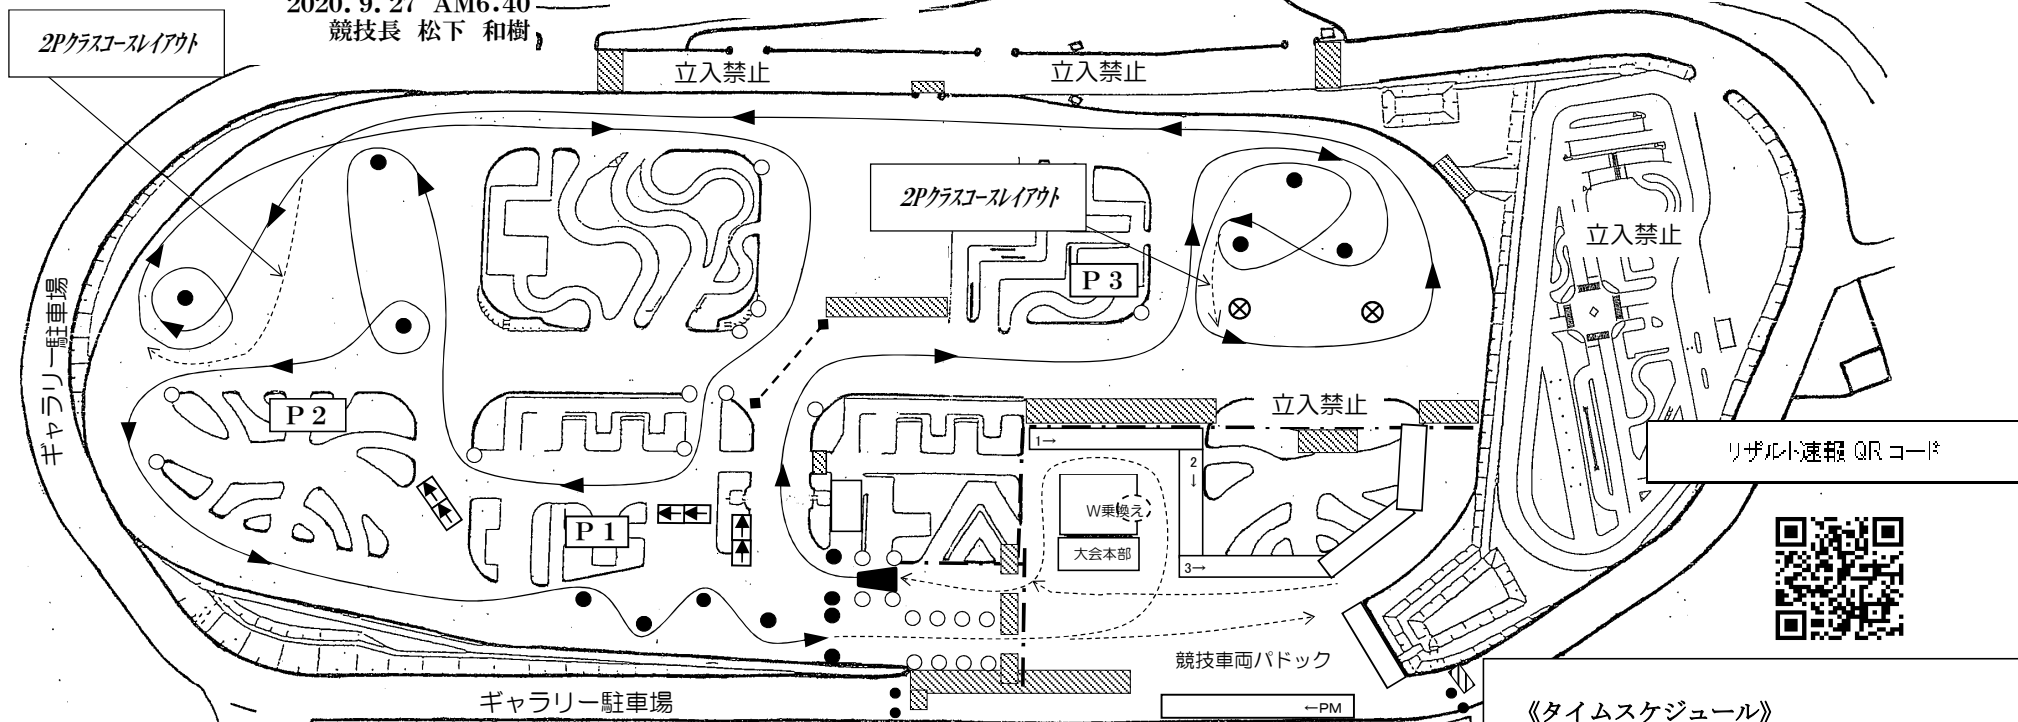 2020. 9. 27 AM6.40
競技長 松下 和樹
2Pクラスコースレイアウト
立入禁止
立入禁止
2Pクラスコースレイアウト
立入禁止
P 3
ギャラリー駐車場
P 2
立入禁止
1→
2→
リザルト速報 QR コード
W乗換え
P 1
大会本部
3→
競技車両パドック
ギャラリー駐車場
←PM
《タイムスケジュール》